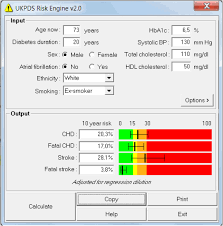 UKPDS Risk Engine v2.0
Input
Age now: 73 years HbA1c: 6.5 %
Diabetes duration: 20 years Systolic BP: 130 mm Hg
Sex: Male Female Total cholesterol: 110 mg/dl
Atrial fibrillation: No Yes HDL cholesterol: 50 mg/dl
Ethnicity: White
Smoking: Ex-smoker Options
Output
10 year risk 0 15 30 100
CHD: 20.3%
Fatal CHD: 17.0%
Stroke: 28.1%
Fatal stroke: 3.8%
Adjusted for regression dilution
Calculate Copy Print
Help Exit